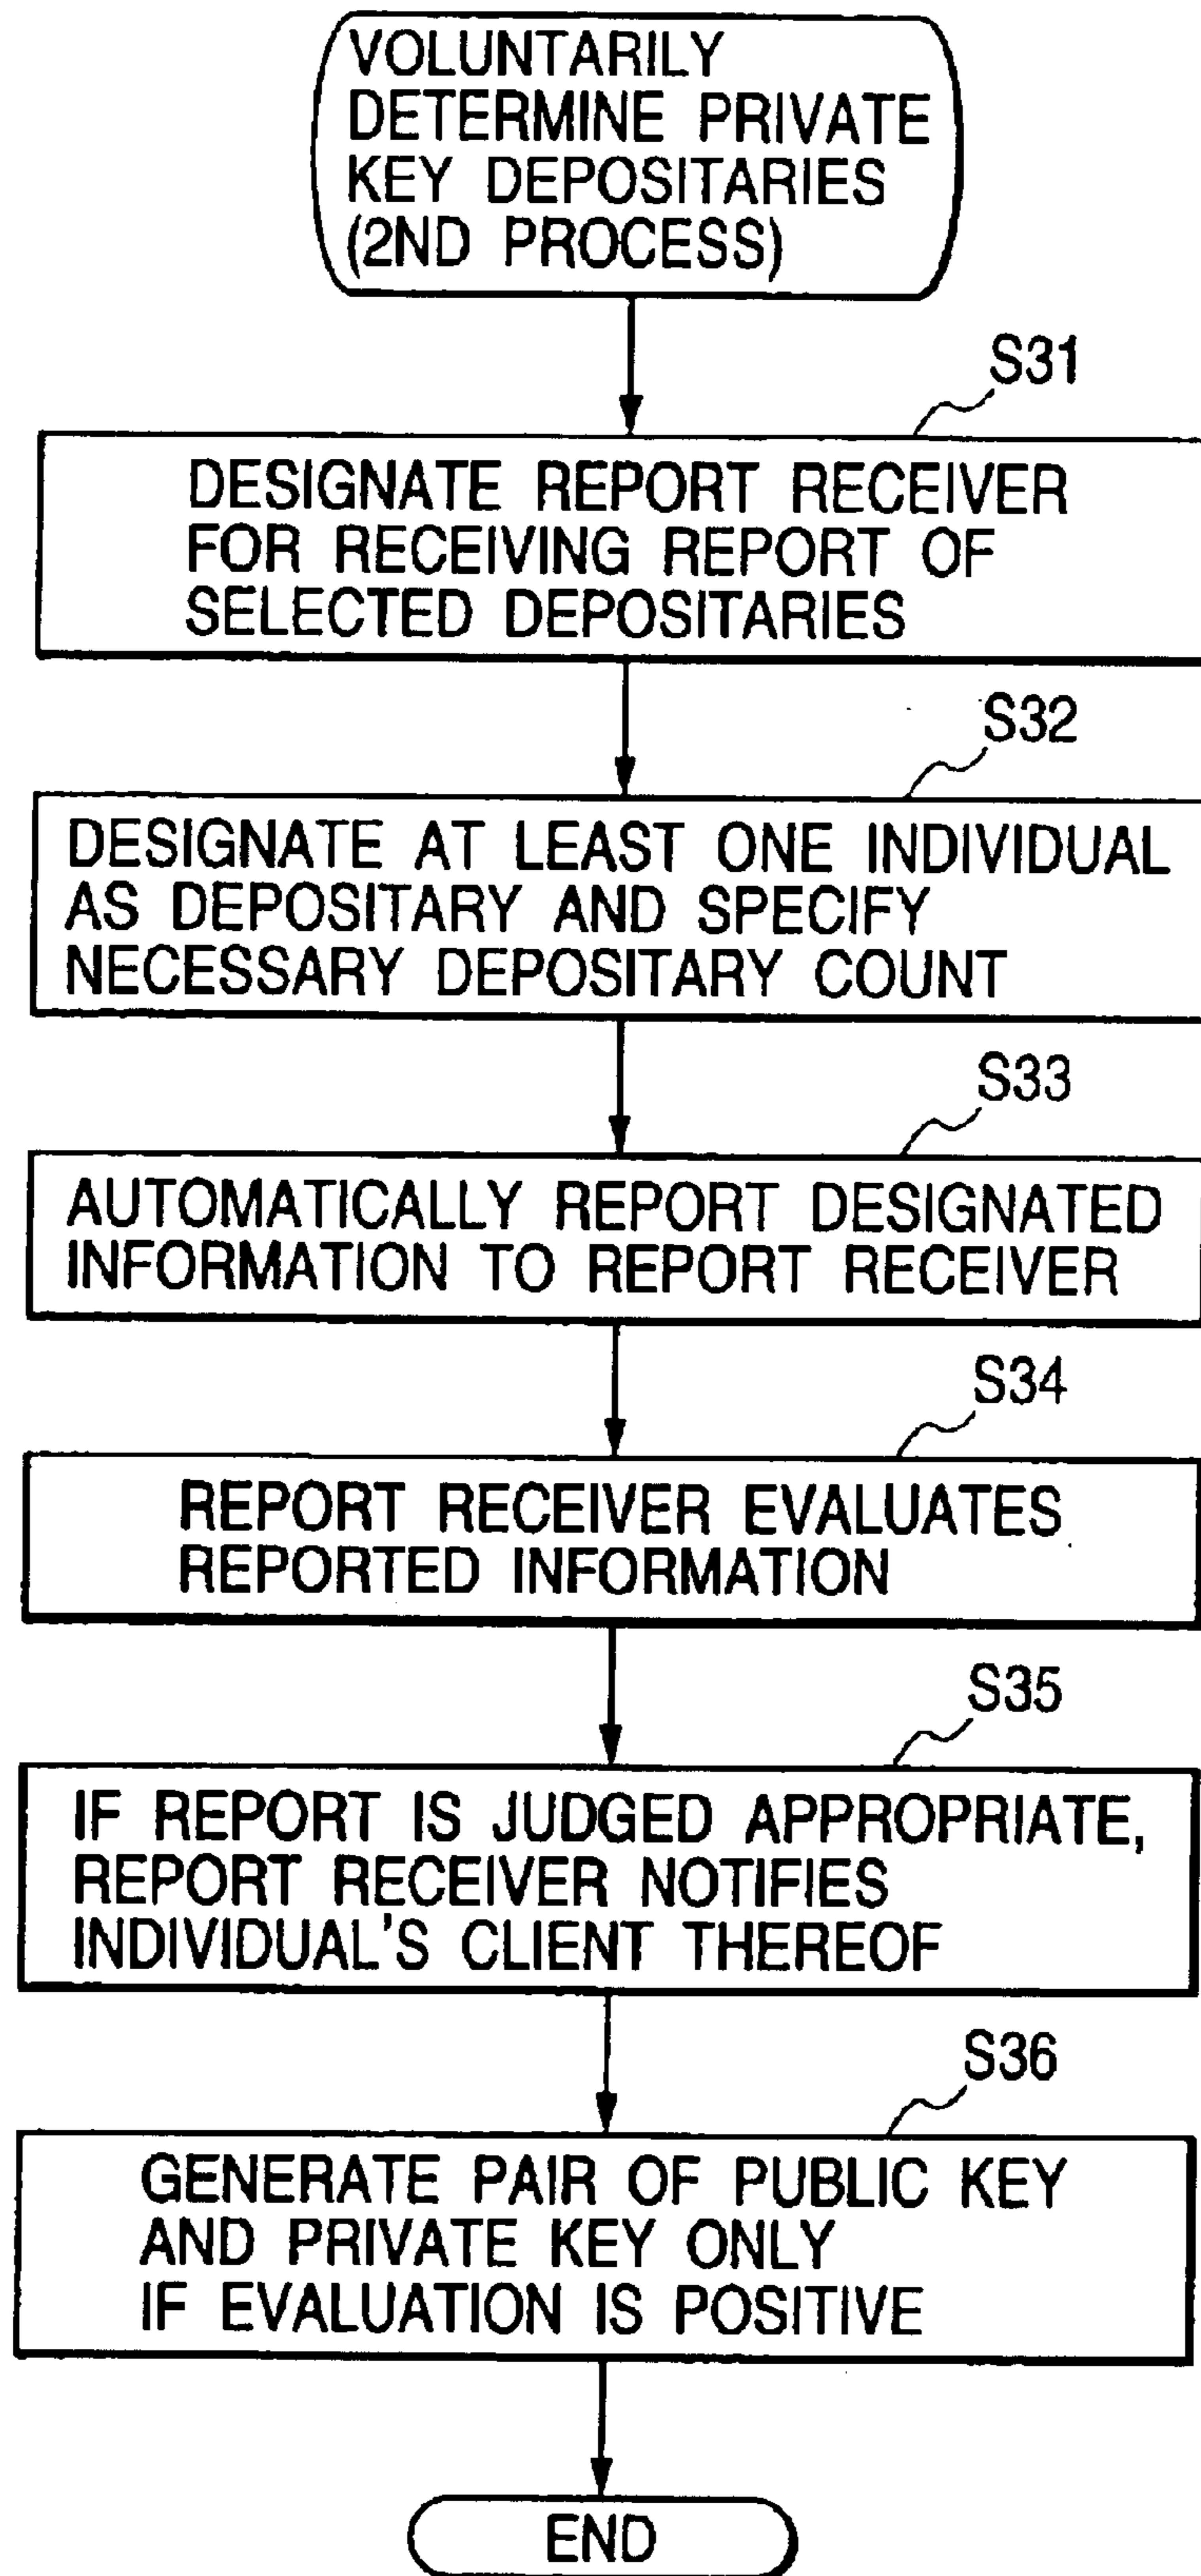 VOLUNTARILY
DETERMINE PRIVATE
KEY DEPOSITARIES
(2ND PROCESS)
S31
DESIGNATE REPORT RECEIVER
FOR RECEIVING REPORT OF
SELECTED DEPOSITARIES
S32
DESIGNATE AT LEAST ONE INDIVIDUAL
AS DEPOSITARY AND SPECIFY
NECESSARY DEPOSITARY COUNT
S33
AUTOMATICALLY REPORT DESIGNATED
INFORMATION TO REPORT RECEIVER
S34
REPORT RECEIVER EVALUATES
REPORTED INFORMATION
S35
IF REPORT IS JUDGED APPROPRIATE,
REPORT RECEIVER NOTIFIES
INDIVIDUAL'S CLIENT THEREOF
S36
GENERATE PAIR OF PUBLIC KEY
AND PRIVATE KEY ONLY
IF EVALUATION IS POSITIVE
END